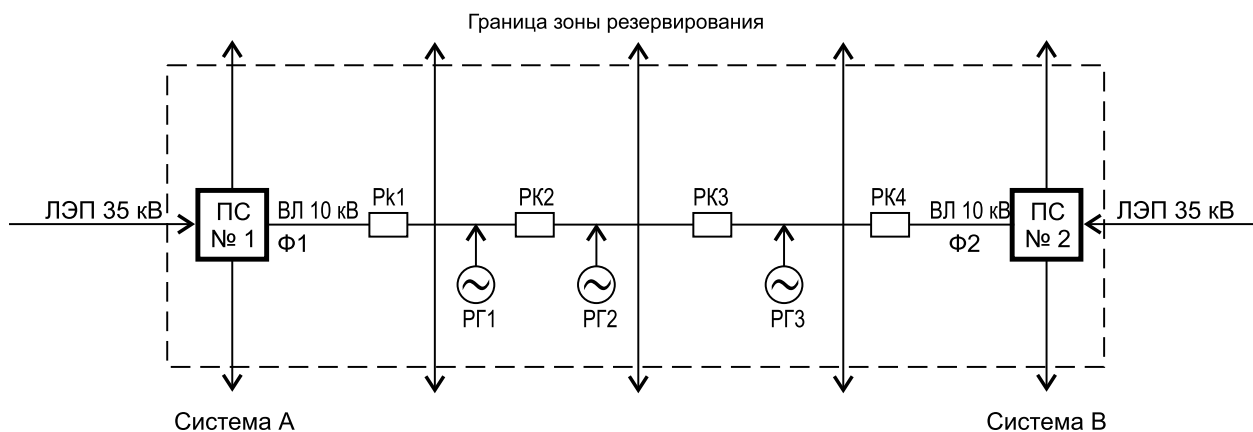 Граница зоны резервирования
ЛЭП 35 кВ
ПС
№ 1
ВЛ 10 кВ
Ф1
Рk1
РК2
РК3
РК4
ВЛ 10 кВ
Ф2
ПС
№ 2
ЛЭП 35 кВ
РГ1
РГ2
РГ3
Система А
Система В